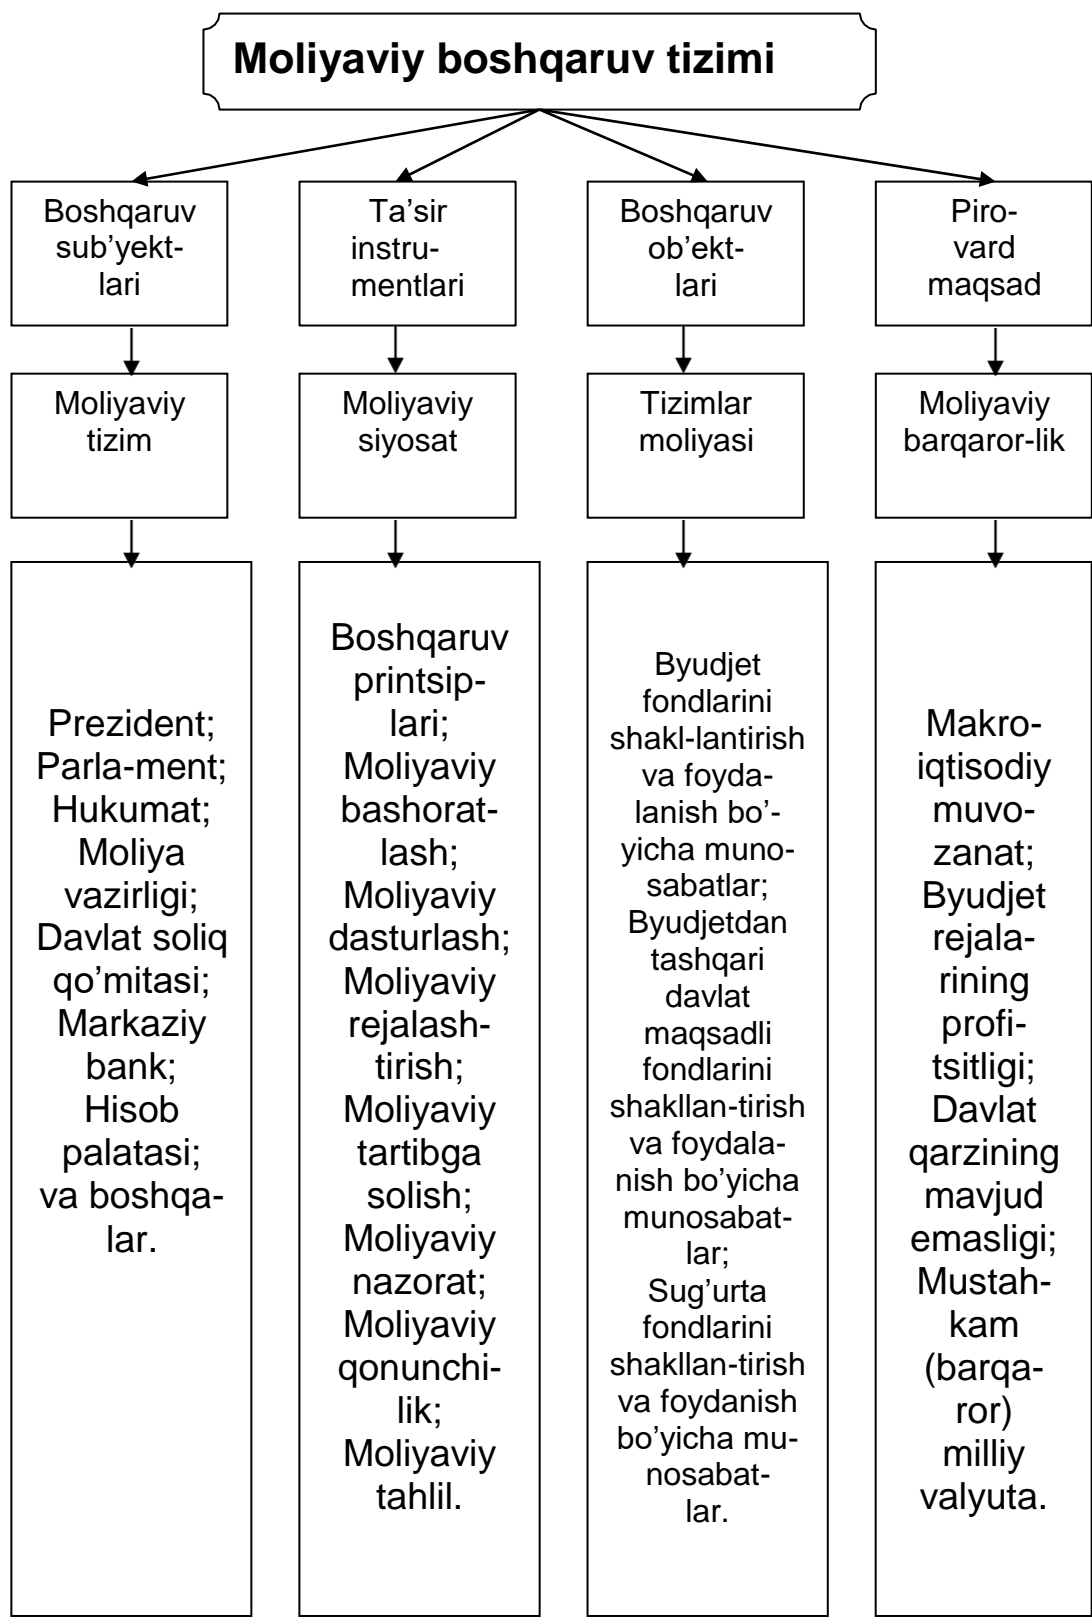 Moliyaviy boshqaruv tizimi
Boshqaruv
sub’yekt-
lari
Ta’sir
instru-
mentlari
Boshqaruv
ob’ekt-
lari
Piro-
vard
maqsad
Moliyaviy
tizim
Moliyaviy
siyosat
Tizimlar
moliyasi
Moliyaviy
barqaror-lik
Prezident;
Parla-ment;
Hukumat;
Moliya
vazirligi;
Davlat soliq
qo’mitasi;
Markaziy
bank;
Hisob
palatasi;
va boshqa-
lar.
Boshqaruv
printsip-
lari;
Moliyaviy
bashorat-
lash;
Moliyaviy
dasturlash;
Moliyaviy
rejalash-
tirish;
Moliyaviy
tartibga
solish;
Moliyaviy
nazorat;
Moliyaviy
qonunchi-
lik;
Moliyaviy
tahlil.
Byudjet
fondlarini
shakl-lantirish
va foyda-
lanish bo’-
yicha muno-
sabatlar;
Byudjetdan
tashqari
davlat
maqsadli
fondlarini
shakllan-tirish
va foydala-
nish bo’yicha
munosabat-
lar;
Sug’urta
fondlarini
shakllan-tirish
va foydanish
bo’yicha mu-
nosabat-
lar.
Makro-
iqtisodiy
muvo-
zanat;
Byudjet
rejala-
rining
profi-
tsitligi;
Davlat
qarzining
mavjud
emasligi;
Mustah-
kam
(barqa-
ror)
milliy
valyuta.